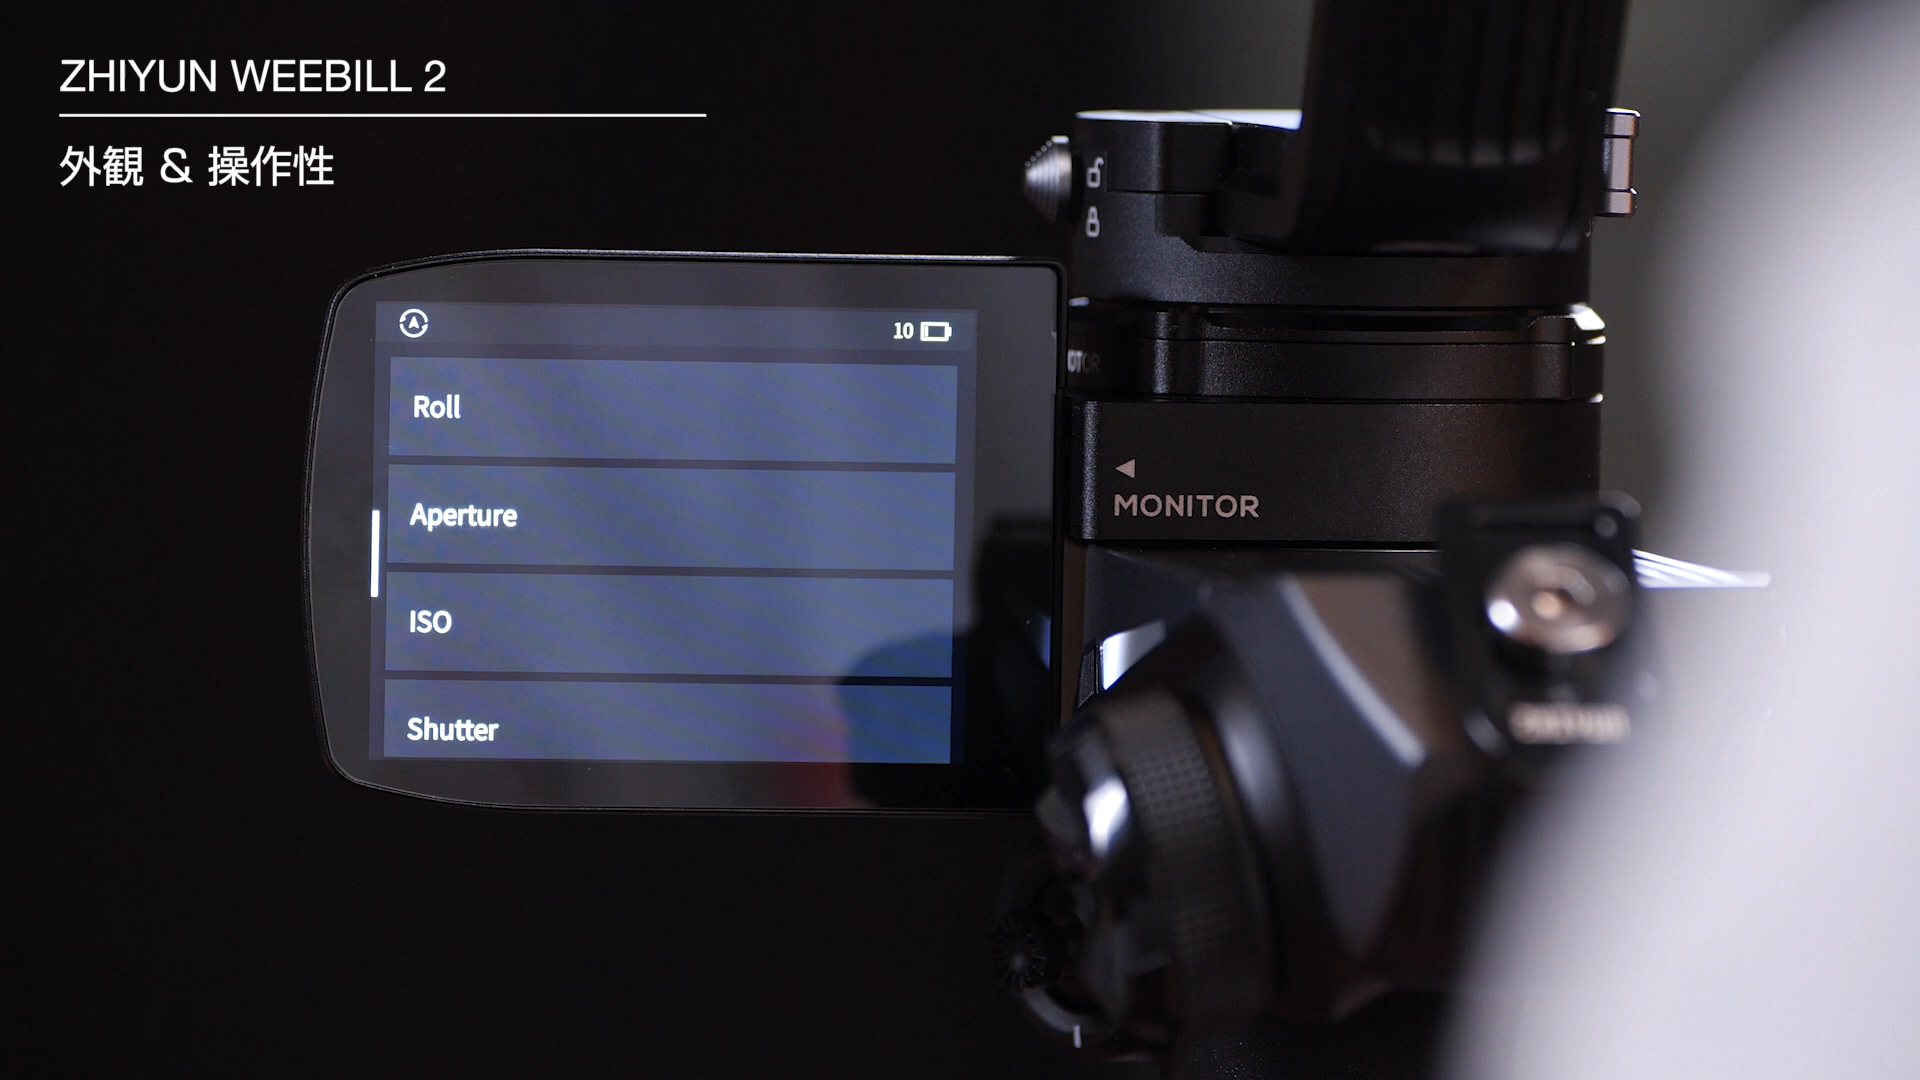 ZHIYUN WEEBILL 2
外観 & 操作性
10
Roll
Aperture
ISO
Shutter
◀
MONITOR